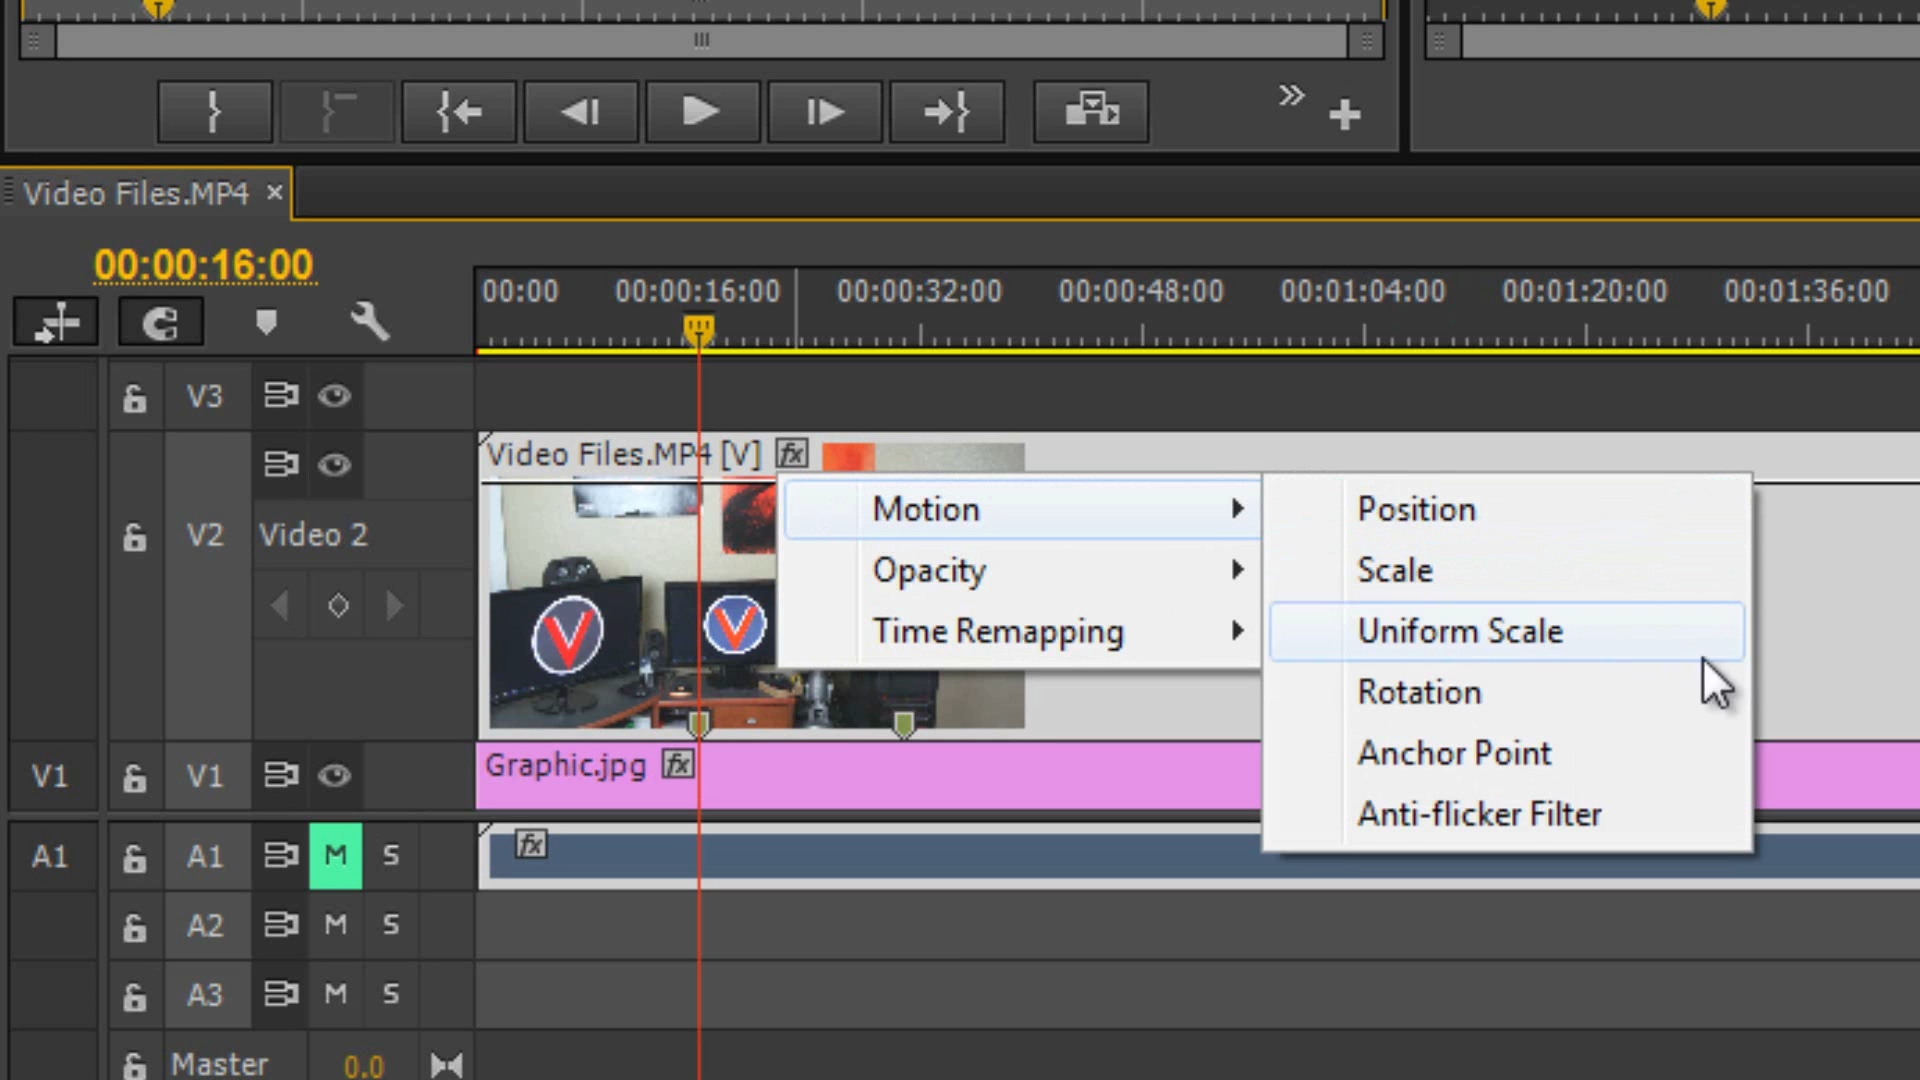 Video Files.MP4 ×
00:00:16:00
00:00 00:00:16:00 00:00:32:00 00:00:48:00 00:01:04:00 00:01:20:00 00:01:36:00
V3
Video Files.MP4 [V] fx
V2
Video 2
V V
Motion
Opacity
Time Remapping
Position
Scale
Uniform Scale
Rotation
Anchor Point
Anti-flicker Filter
V1 V1
Graphic.jpg fx
A1 A1 M S fx
A2 M S
A3 M S
Master 0.0